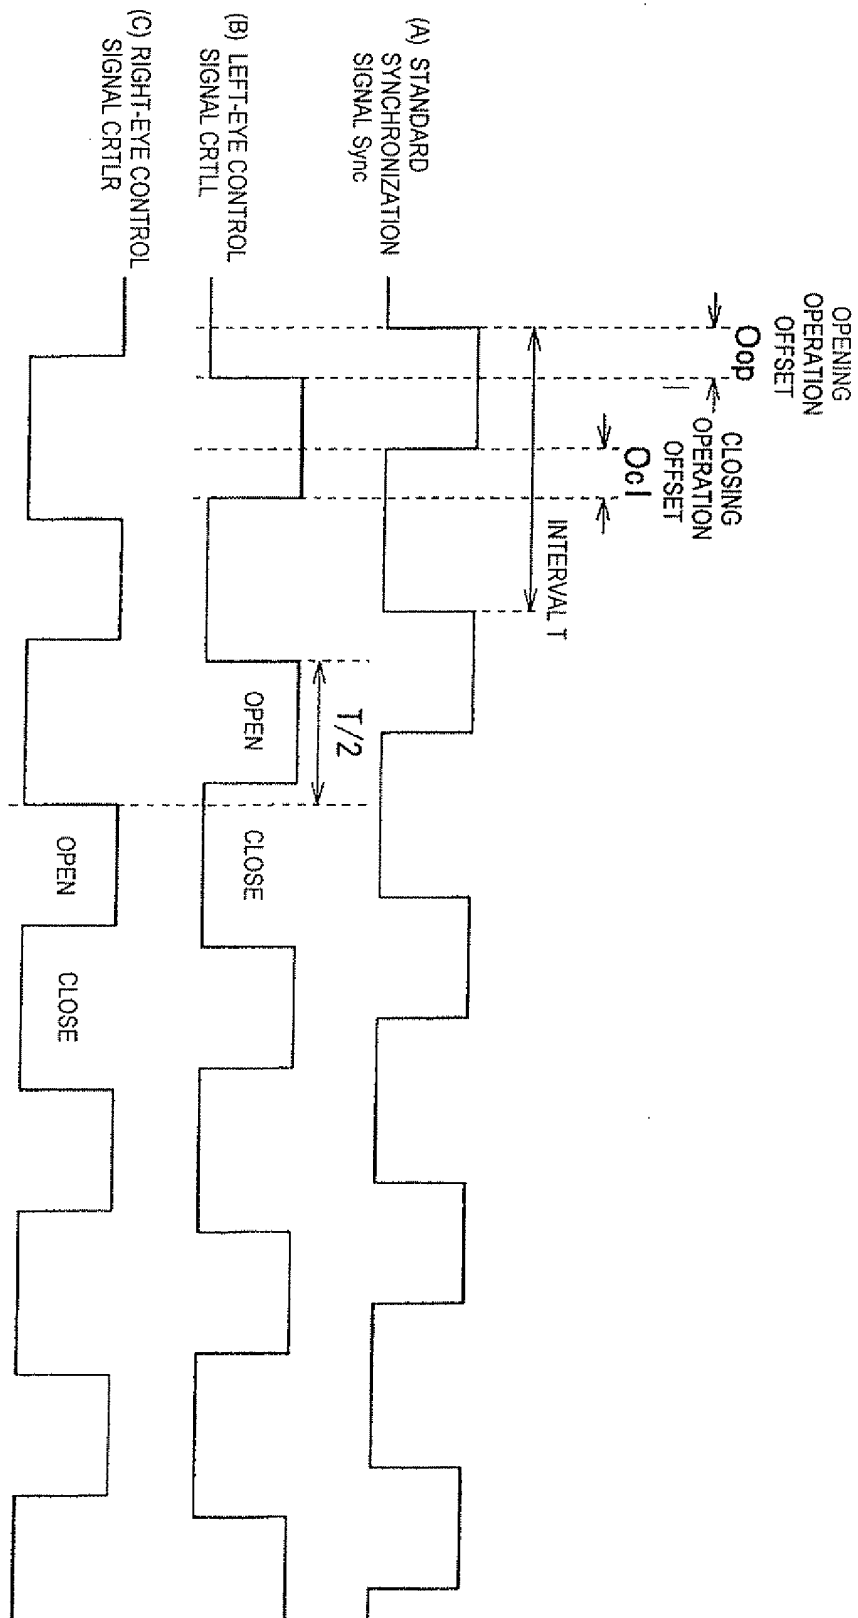 OPENING
OPERATION
OFFSET
Oop
CLOSING
OPERATION
OFFSET
Ocl
INTERVAL T
(A) STANDARD
SYNCHRONIZATION
SIGNAL Sync
(B) LEFT-EYE CONTROL
SIGNAL CRTLL
T/2
OPEN
CLOSE
(C) RIGHT-EYE CONTROL
SIGNAL CRTLR
OPEN
CLOSE